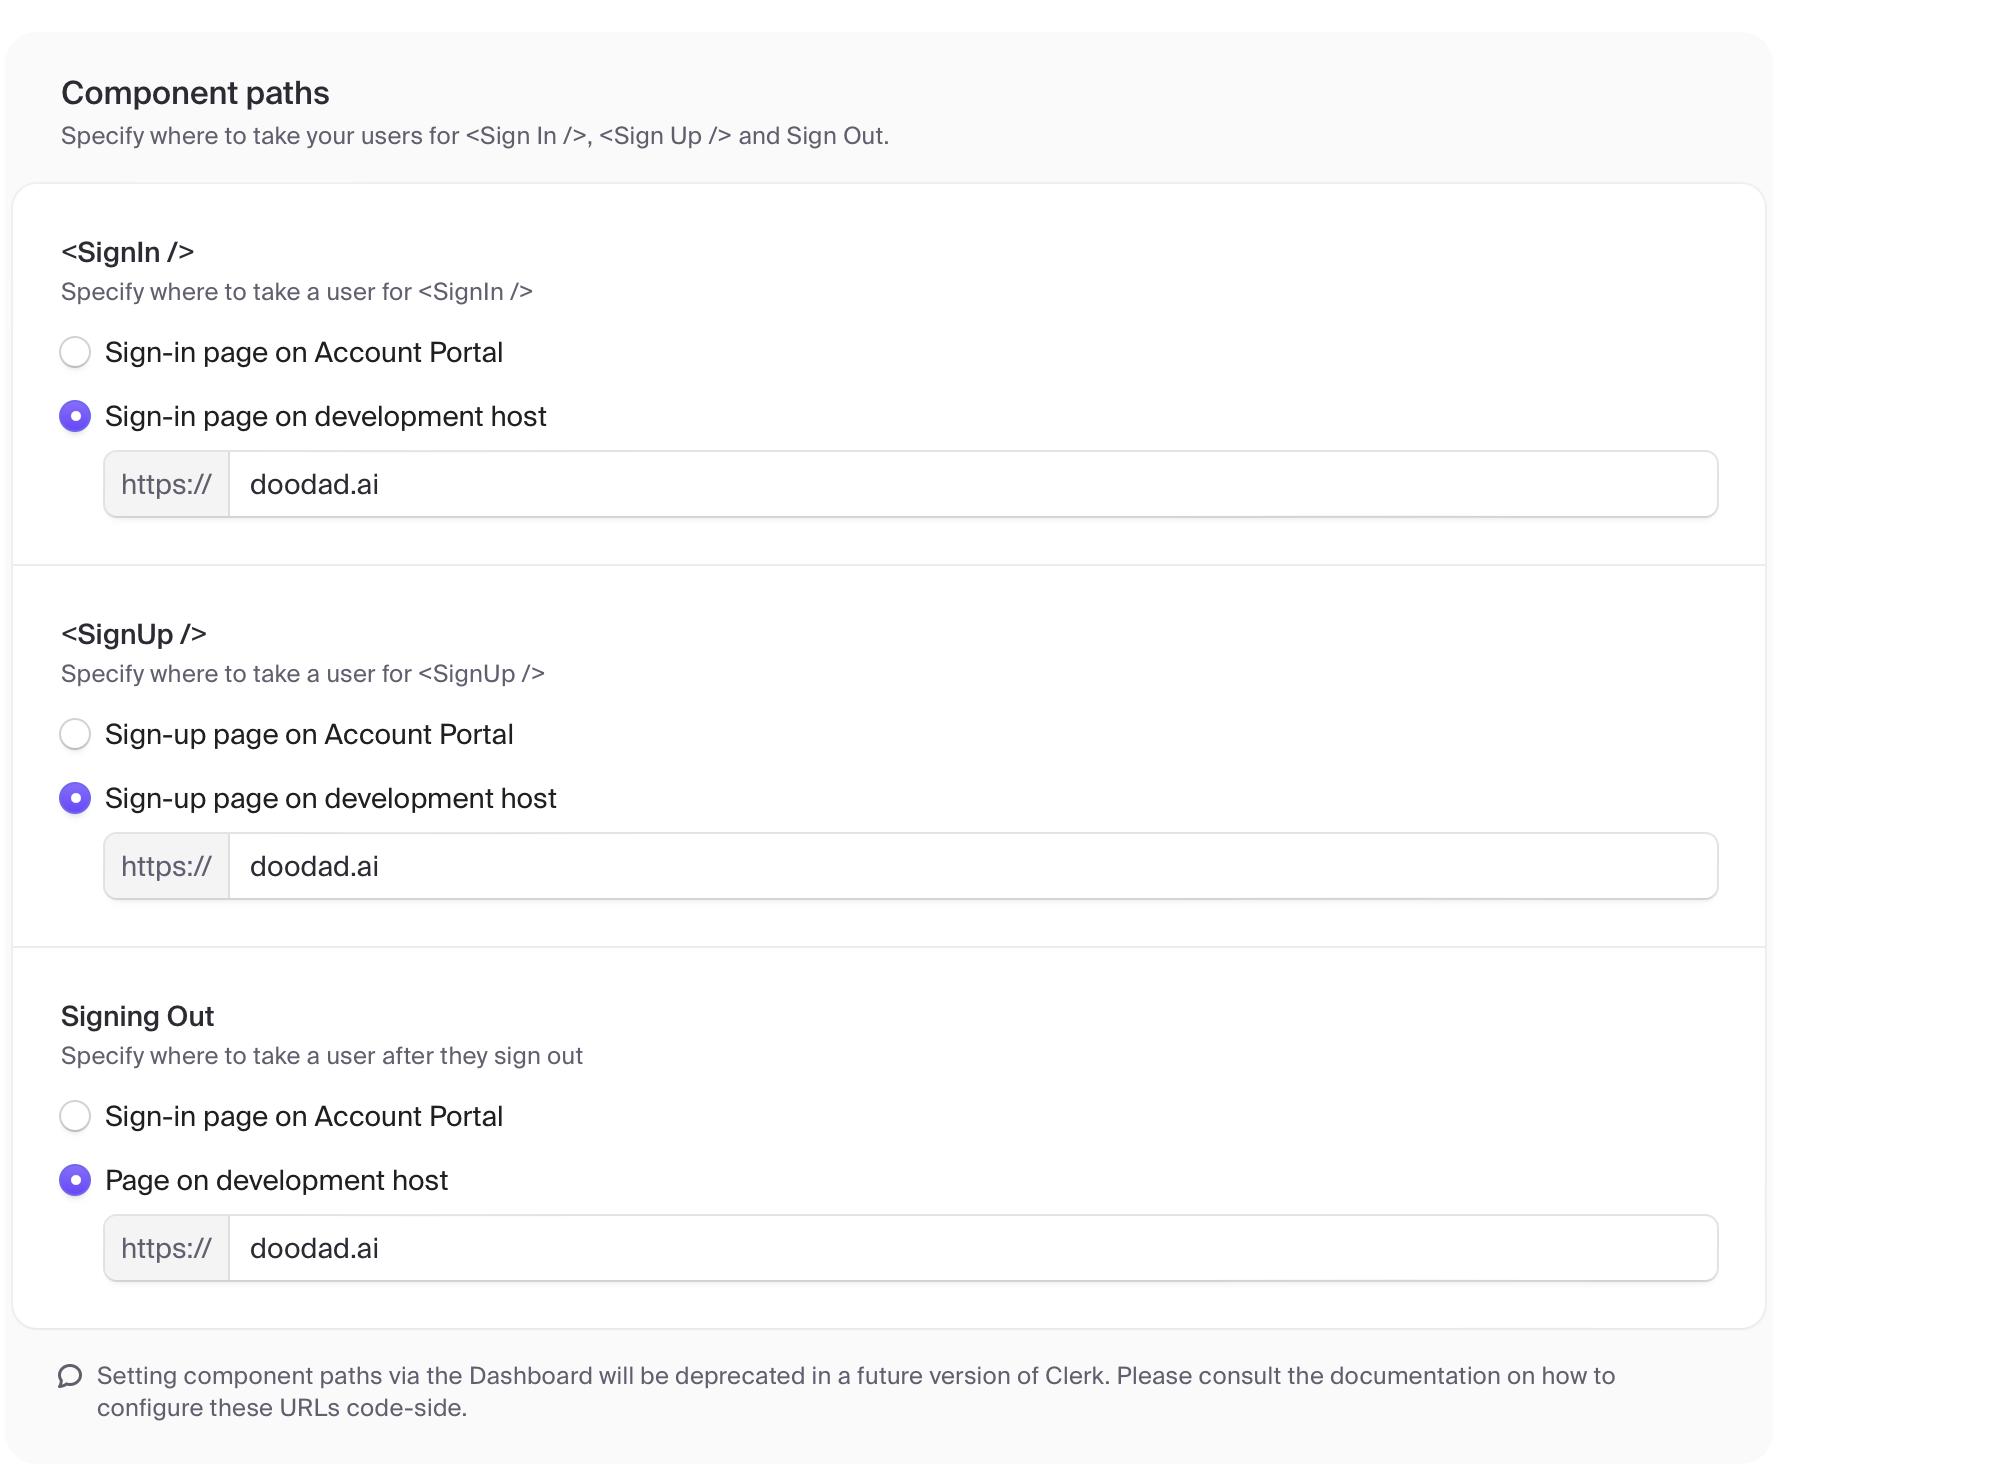 Component paths
Specify where to take your users for <Sign In />, <Sign Up /> and Sign Out.
<SignIn />
Specify where to take a user for <SignIn />
Sign-in page on Account Portal
Sign-in page on development host
https:// doodad.ai
<SignUp />
Specify where to take a user for <SignUp />
Sign-up page on Account Portal
Sign-up page on development host
https:// doodad.ai
Signing Out
Specify where to take a user after they sign out
Sign-in page on Account Portal
Page on development host
https:// doodad.ai
Setting component paths via the Dashboard will be deprecated in a future version of Clerk. Please consult the documentation on how to
configure these URLs code-side.